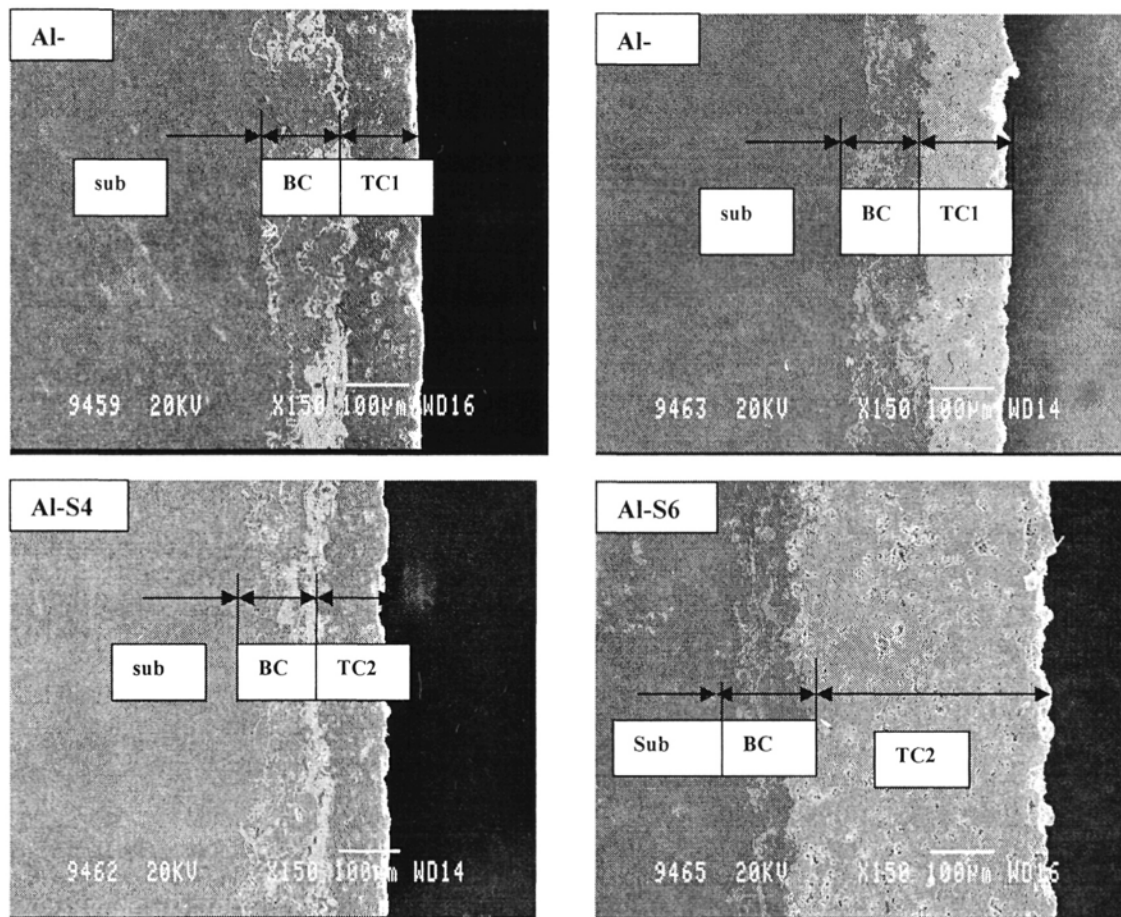 Al-
sub
BC
TC1
9459 20KV X150 100μm WD16
Al-
sub
BC
TC1
9463 20KV X150 100μm WD14
Al-S4
sub
BC
TC2
9462 20KV X150 100μm WD14
Al-S6
Sub
BC
TC2
9465 20KV X150 100μm WD16